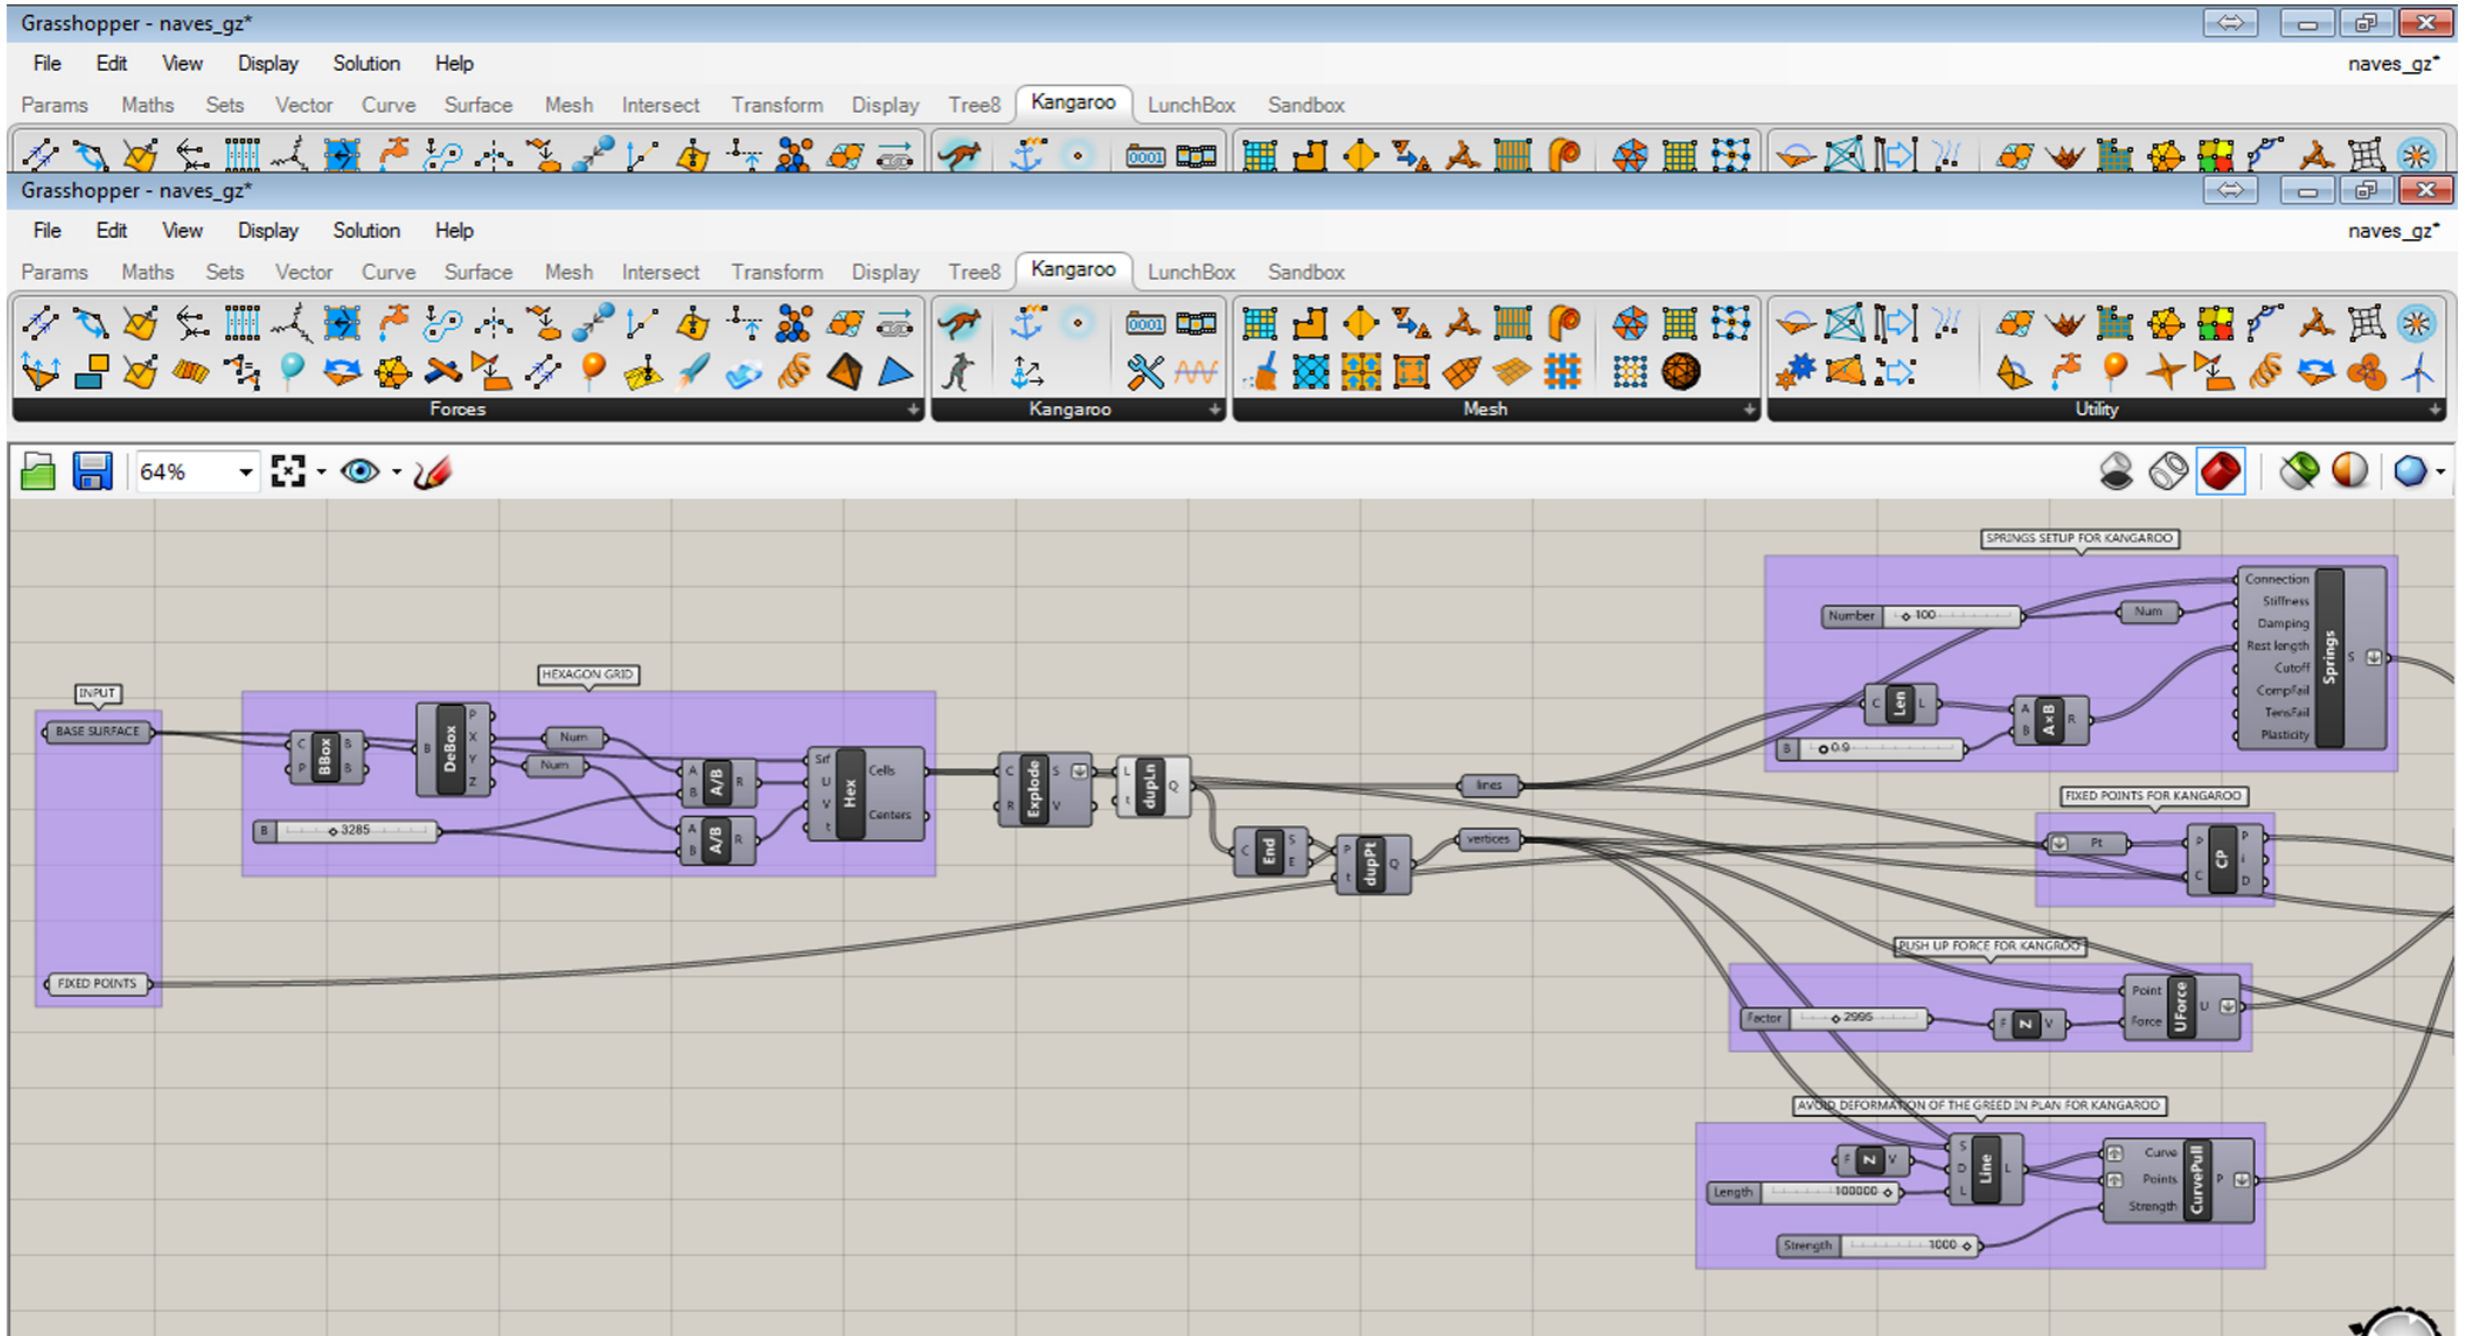 Grasshopper - naves_gz*
File Edit View Display Solution Help naves_gz*
Params Maths Sets Vector Curve Surface Mesh Intersect Transform Display Tree8 Kangaroo LunchBox Sandbox
0001
Grasshopper - naves_gz*
File Edit View Display Solution Help naves_gz*
Params Maths Sets Vector Curve Surface Mesh Intersect Transform Display Tree8 Kangaroo LunchBox Sandbox
0001
Forces Kangaroo Mesh Utility
64%
INPUT
BASE SURFACE
FIXED POINTS
HEXAGON GRID
C P BBox B B
B DeBox P X Y Z
Num
Num
B 3285
A B A/B R
A B A/B R
Srf U V t Hex Cells Centers
C R Explode S V
L t dupLn Q
C End S E
P t dupPt Q
lines
vertices
SPRINGS SETUP FOR KANGAROO
Number 100
Num
C Len L
B 0.9
A B A×B R
Connection
Stiffness
Damping
Rest length
Cutoff
CompFail
TensFail
Plasticity
Springs S
FIXED POINTS FOR KANGAROO
Pt
P C CP P i D
PUSH UP FORCE FOR KANGROO
Factor 2995
F Z V
Point
Force
UForce U
AVOID DEFORMATION OF THE GREED IN PLAN FOR KANGAROO
F Z V
Length 100000
S D L Line L
Strength 1000
Curve
Points
Strength
CurvePull P